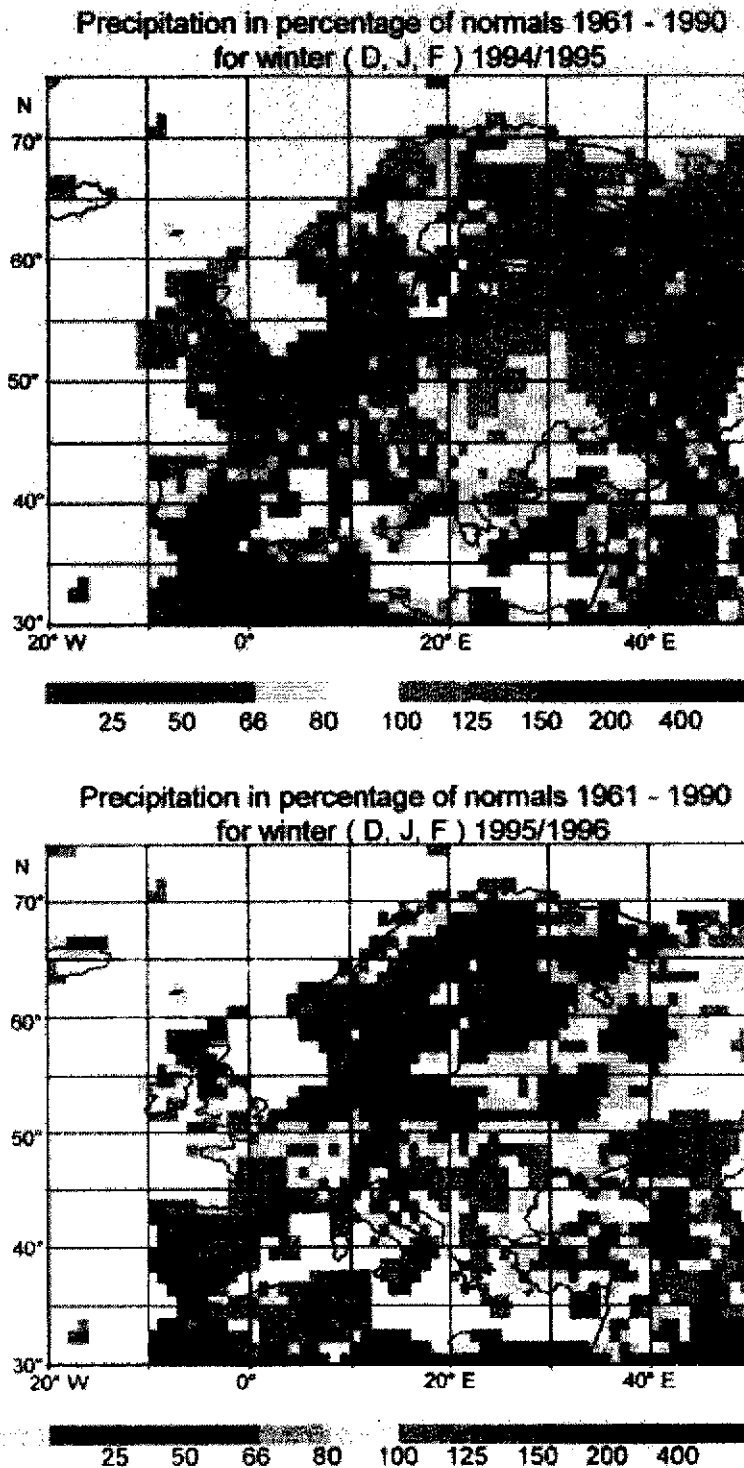 Precipitation in percentage of normals 1961 - 1990
for winter ( D, J, F ) 1994/1995
N
70°
60°
50°
40°
30°
20° W 0° 20° E 40° E
25 50 66 80 100 125 150 200 400
Precipitation in percentage of normals 1961 - 1990
for winter ( D, J, F ) 1995/1996
N
70°
60°
50°
40°
30°
20° W 0° 20° E 40° E
25 50 66 80 100 125 150 200 400